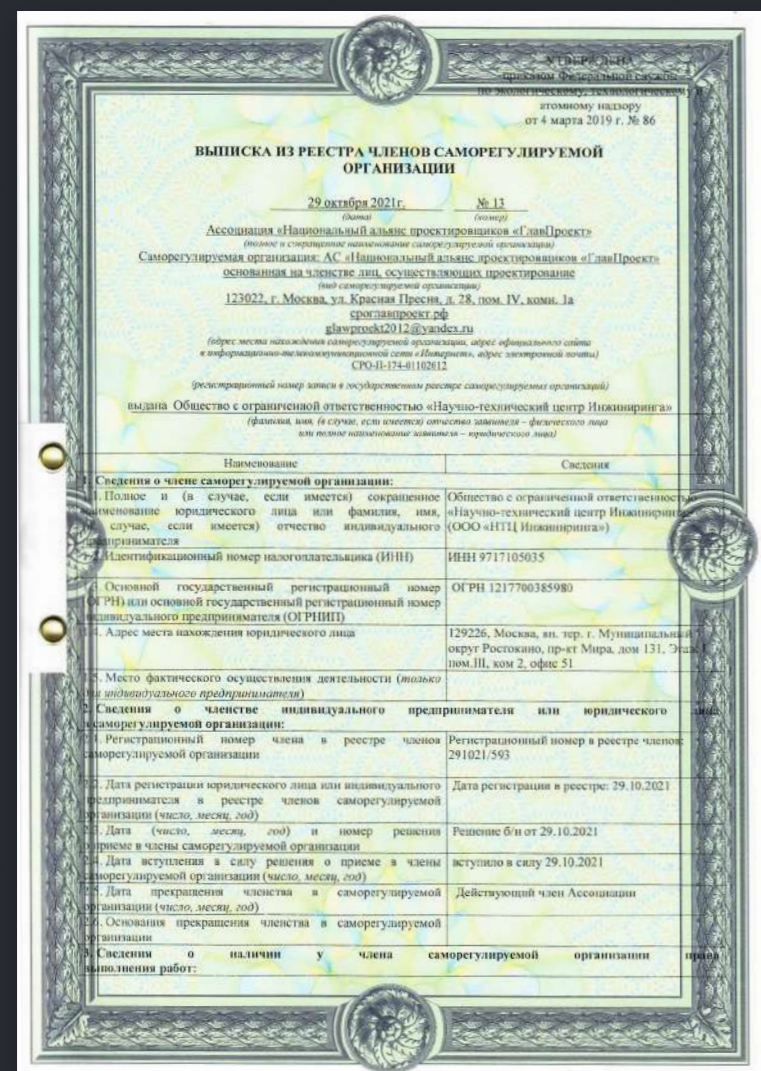 УТВЕРЖДЕНА
приказом Федеральной службы
по экологическому, технологическому и
атомному надзору
от 4 марта 2019 г. № 86
ВЫПИСКА ИЗ РЕЕСТРА ЧЛЕНОВ САМОРЕГУЛИРУЕМОЙ
ОРГАНИЗАЦИИ
29 октября 2021г. № 13
(дата) (номер)
Ассоциация «Национальный альянс проектировщиков «ГлавПроект»
(полное и сокращенное наименование саморегулируемой организации)
Саморегулируемая организация: АС «Национальный альянс проектировщиков «ГлавПроект»
основанная на членстве лиц, осуществляющих проектирование
(вид саморегулируемой организации)
123022, г. Москва, ул. Красная Пресня, д. 28, пом. IV, комн. 1а
сроглавпроект.рф
glawproekt2012@yandex.ru
(адрес места нахождения саморегулируемой организации, адрес официального сайта
в информационно-телекоммуникационной сети «Интернет», адрес электронной почты)
СРО-П-174-01102012
(регистрационный номер записи в государственном реестре саморегулируемых организаций)
выдана Общество с ограниченной ответственностью «Научно-технический центр Инжиниринга»
(фамилия, имя, (в случае, если имеется) отчество заявителя – физического лица
или полное наименование заявителя – юридического лица)
Наименование Сведения
1. Сведения о члене саморегулируемой организации:
1.1. Полное и (в случае, если имеется) сокращенное
наименование юридического лица или фамилия, имя,
(в случае, если имеется) отчество индивидуального
предпринимателя
Общество с ограниченной ответственностью
«Научно-технический центр Инжиниринга»
(ООО «НТЦ Инжиниринга»)
1.2. Идентификационный номер налогоплательщика (ИНН) ИНН 9717105035
1.3. Основной государственный регистрационный номер
(ОГРН) или основной государственный регистрационный номер
индивидуального предпринимателя (ОГРНИП)
ОГРН 1217700385980
1.4. Адрес места нахождения юридического лица
129226, Москва, вн. тер. г. Муниципальный
округ Ростокино, пр-кт Мира, дом 131, Этаж 1,
пом.III, ком 2, офис 51
1.5. Место фактического осуществления деятельности (только
для индивидуального предпринимателя)
2. Сведения о членстве индивидуального предпринимателя или юридического лица
в саморегулируемой организации:
2.1. Регистрационный номер члена в реестре членов
саморегулируемой организации
Регистрационный номер в реестре членов:
291021/593
2.2. Дата регистрации юридического лица или индивидуального
предпринимателя в реестре членов саморегулируемой
организации (число, месяц, год)
Дата регистрации в реестре: 29.10.2021
2.3. Дата (число, месяц, год) и номер решения
о приеме в члены саморегулируемой организации
Решение б/н от 29.10.2021
2.4. Дата вступления в силу решения о приеме в члены
саморегулируемой организации (число, месяц, год)
вступило в силу 29.10.2021
2.5. Дата прекращения членства в саморегулируемой
организации (число, месяц, год)
Действующий член Ассоциации
2.6. Основания прекращения членства в саморегулируемой
организации
3. Сведения о наличии у члена саморегулируемой организации права
выполнения работ: